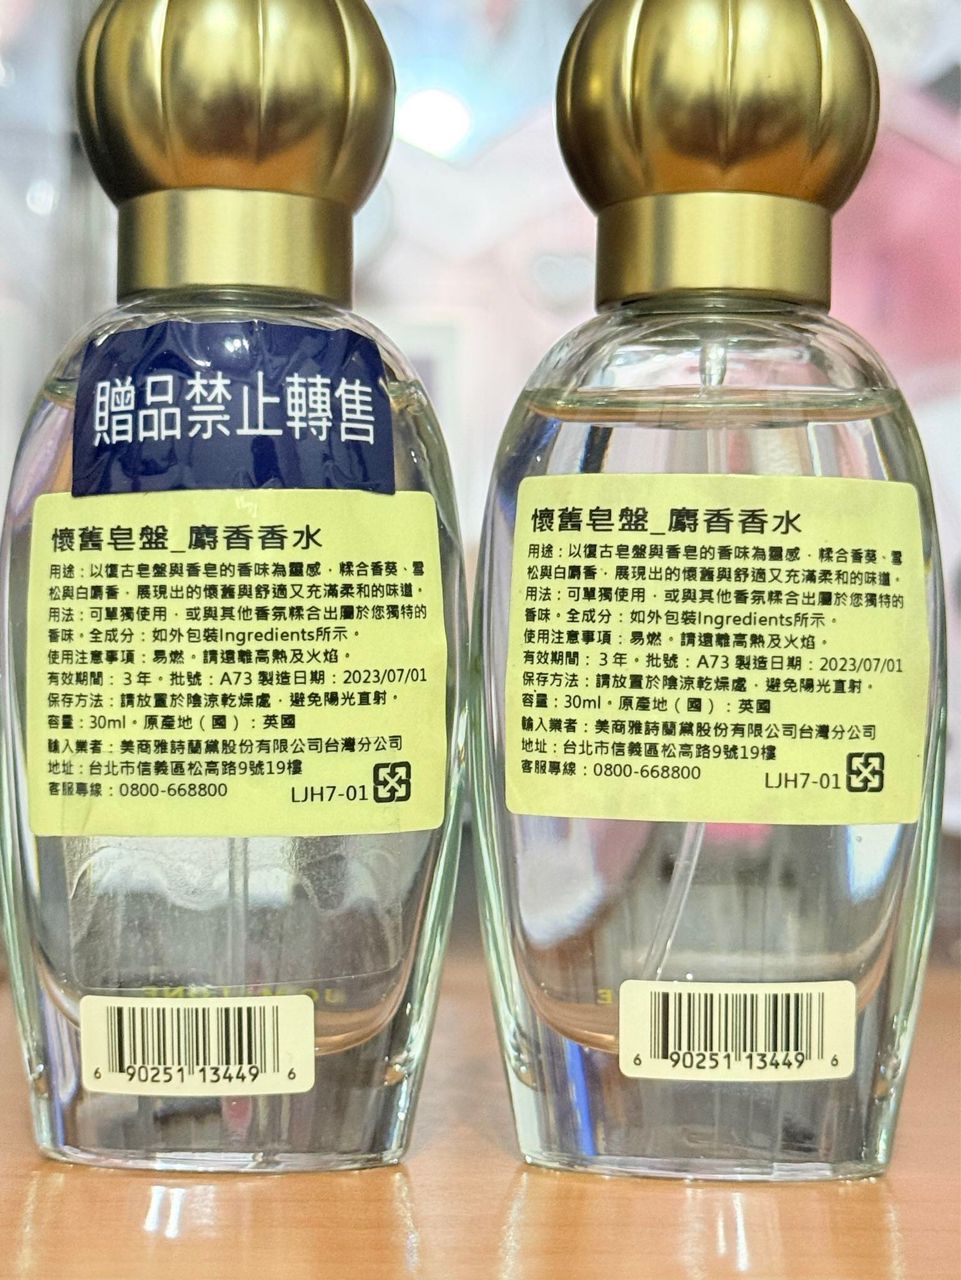 贈品禁止轉售
懷舊皂盤_麝香香水
用途：以復古皂盤與香皂的香味為靈感，糅合香葵、雪
松與白麝香，展現出的懷舊與舒適又充滿柔和的味道。
用法：可單獨使用，或與其他香氛糅合出屬於您獨特的
香味。全成分：如外包裝Ingredients所示。
使用注意事項：易燃。請遠離高熱及火焰。
有效期間：3年。批號：A73 製造日期：2023/07/01
保存方法：請放置於陰涼乾燥處，避免陽光直射。
容量：30ml。原產地（國）：英國
輸入業者：美商雅詩蘭黛股份有限公司台灣分公司
地址：台北市信義區松高路9號19樓
客服專線：0800-668800
LJH7-01
6 90251 13449 6
懷舊皂盤_麝香香水
用途：以復古皂盤與香皂的香味為靈感，糅合香葵、雪
松與白麝香，展現出的懷舊與舒適又充滿柔和的味道。
用法：可單獨使用，或與其他香氛糅合出屬於您獨特的
香味。全成分：如外包裝Ingredients所示。
使用注意事項：易燃。請遠離高熱及火焰。
有效期間：3年。批號：A73 製造日期：2023/07/01
保存方法：請放置於陰涼乾燥處，避免陽光直射。
容量：30ml。原產地（國）：英國
輸入業者：美商雅詩蘭黛股份有限公司台灣分公司
地址：台北市信義區松高路9號19樓
客服專線：0800-668800
LJH7-01
6 90251 13449 6